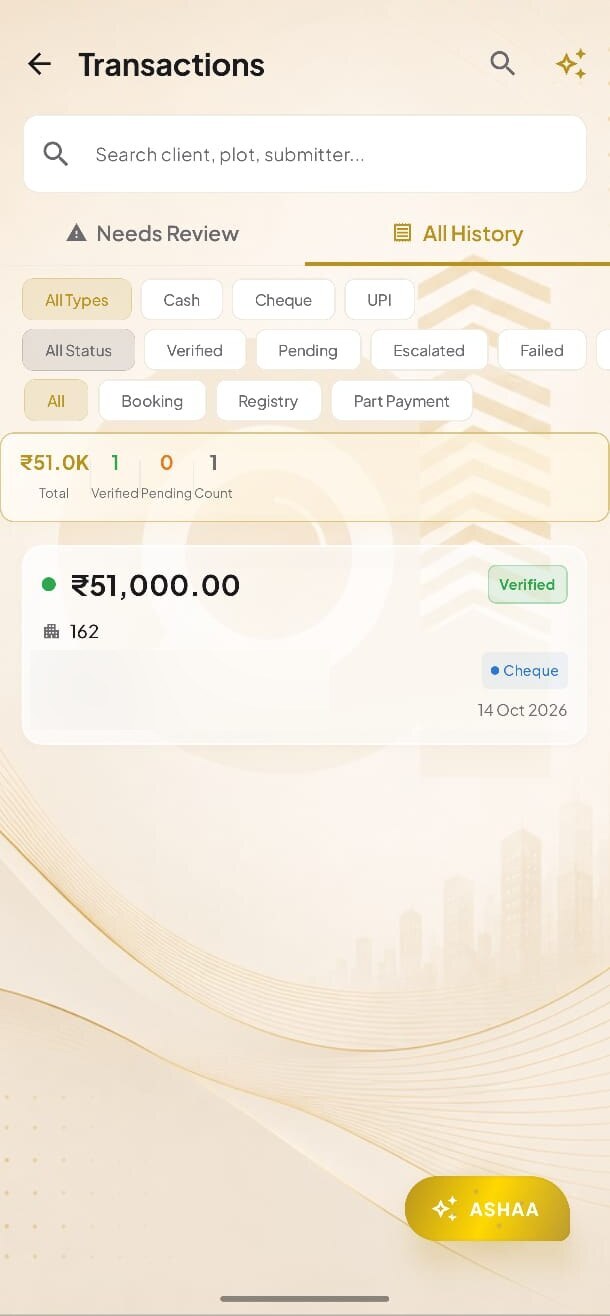 Transactions
Search client, plot, submitter...
Needs Review All History
All Types Cash Cheque UPI
All Status Verified Pending Escalated Failed
All Booking Registry Part Payment
₹51.0K 1 0 1
Total Verified Pending Count
₹51,000.00 Verified
162
Cheque
14 Oct 2026
ASHAA